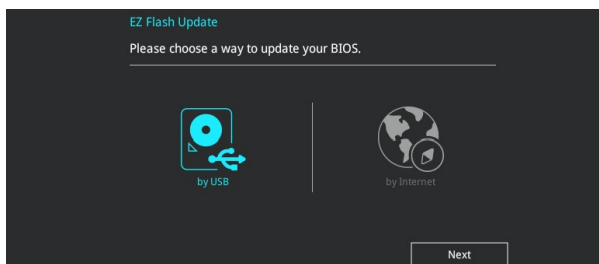 EZ Flash Update
Please choose a way to update your BIOS.
by USB
by Internet
Next